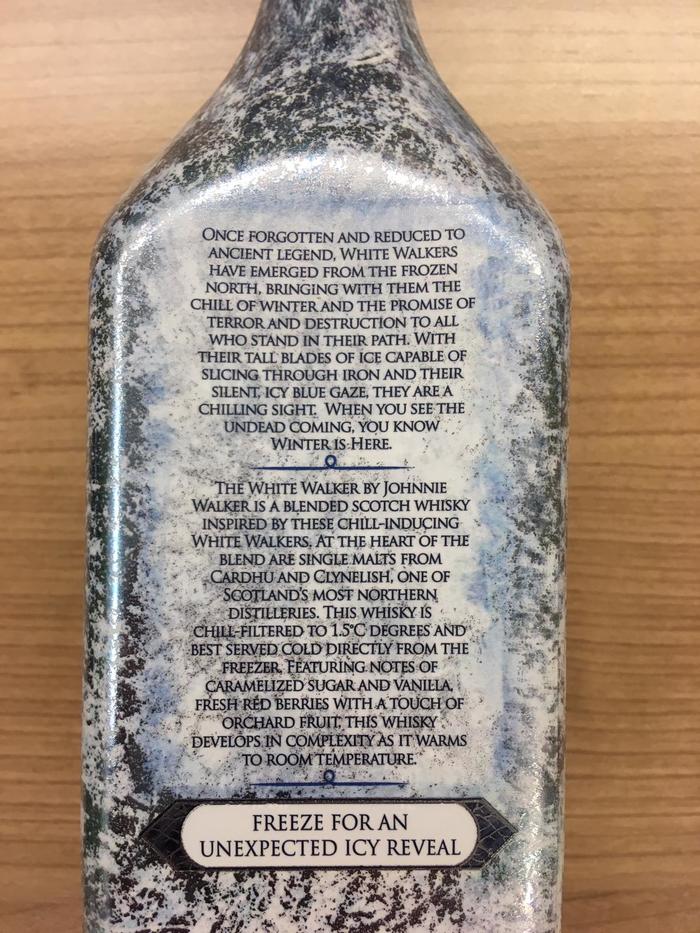 ONCE FORGOTTEN AND REDUCED TO
ANCIENT LEGEND, WHITE WALKERS
HAVE EMERGED FROM THE FROZEN
NORTH, BRINGING WITH THEM THE
CHILL OF WINTER AND THE PROMISE OF
TERROR AND DESTRUCTION TO ALL
WHO STAND IN THEIR PATH. WITH
THEIR TALL BLADES OF ICE CAPABLE OF
SLICING THROUGH IRON AND THEIR
SILENT, ICY BLUE GAZE, THEY ARE A
CHILLING SIGHT. WHEN YOU SEE THE
UNDEAD COMING, YOU KNOW
WINTER IS HERE.
THE WHITE WALKER BY JOHNNIE
WALKER IS A BLENDED SCOTCH WHISKY
INSPIRED BY THESE CHILL-INDUCING
WHITE WALKERS. AT THE HEART OF THE
BLEND ARE SINGLE MALTS FROM
CARDHU AND CLYNELISH, ONE OF
SCOTLAND'S MOST NORTHERN
DISTILLERIES. THIS WHISKY IS
CHILL-FILTERED TO 1.5°C DEGREES AND
BEST SERVED COLD DIRECTLY FROM THE
FREEZER. FEATURING NOTES OF
CARAMELIZED SUGAR AND VANILLA,
FRESH RED BERRIES WITH A TOUCH OF
ORCHARD FRUIT, THIS WHISKY
DEVELOPS IN COMPLEXITY AS IT WARMS
TO ROOM TEMPERATURE.
FREEZE FOR AN
UNEXPECTED ICY REVEAL